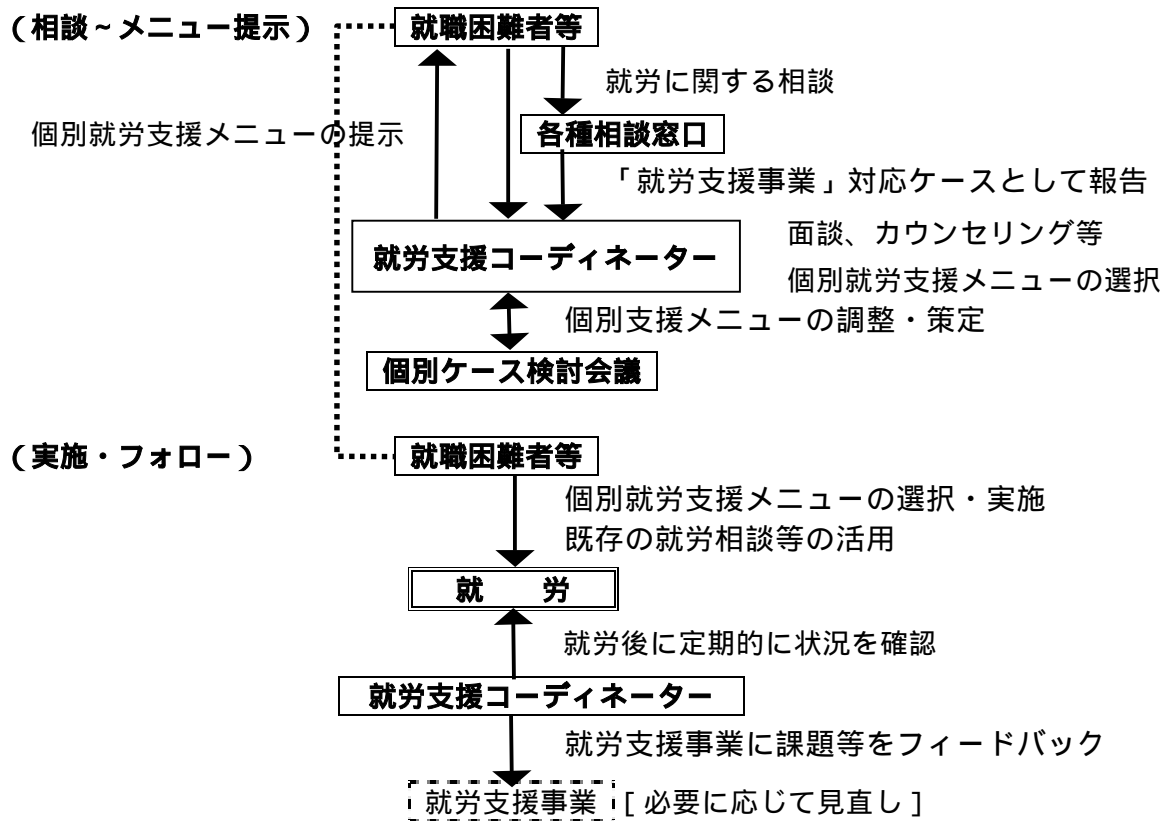 （相談～メニュー提示）
就職困難者等
就労に関する相談
個別就労支援メニューの提示
各種相談窓口
「就労支援事業」対応ケースとして報告
就労支援コーディネーター
面談、カウンセリング等
個別就労支援メニューの選択
個別支援メニューの調整・策定
個別ケース検討会議
（実施・フォロー）
就職困難者等
個別就労支援メニューの選択・実施
既存の就労相談等の活用
就　労
就労後に定期的に状況を確認
就労支援コーディネーター
就労支援事業に課題等をフィードバック
就労支援事業［必要に応じて見直し］